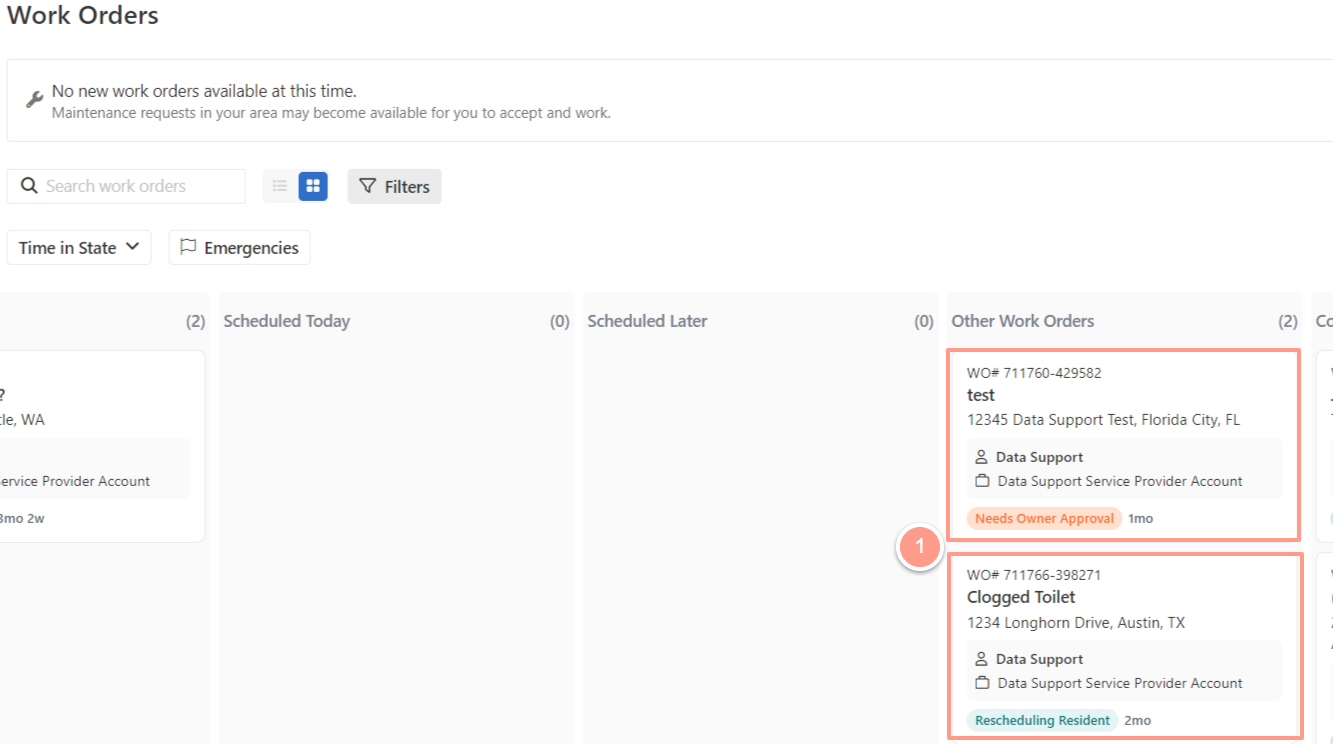 Work Orders
No new work orders available at this time.
Maintenance requests in your area may become available for you to accept and work.
Search work orders
Filters
Time in State
Emergencies
(2)
?
WA
Service Provider Account
3mo 2w
Scheduled Today (0)
Scheduled Later (0)
Other Work Orders (2)
WO# 711760-429582
test
12345 Data Support Test, Florida City, FL
Data Support
Data Support Service Provider Account
Needs Owner Approval 1mo
1
WO# 711766-398271
Clogged Toilet
1234 Longhorn Drive, Austin, TX
Data Support
Data Support Service Provider Account
Rescheduling Resident 2mo